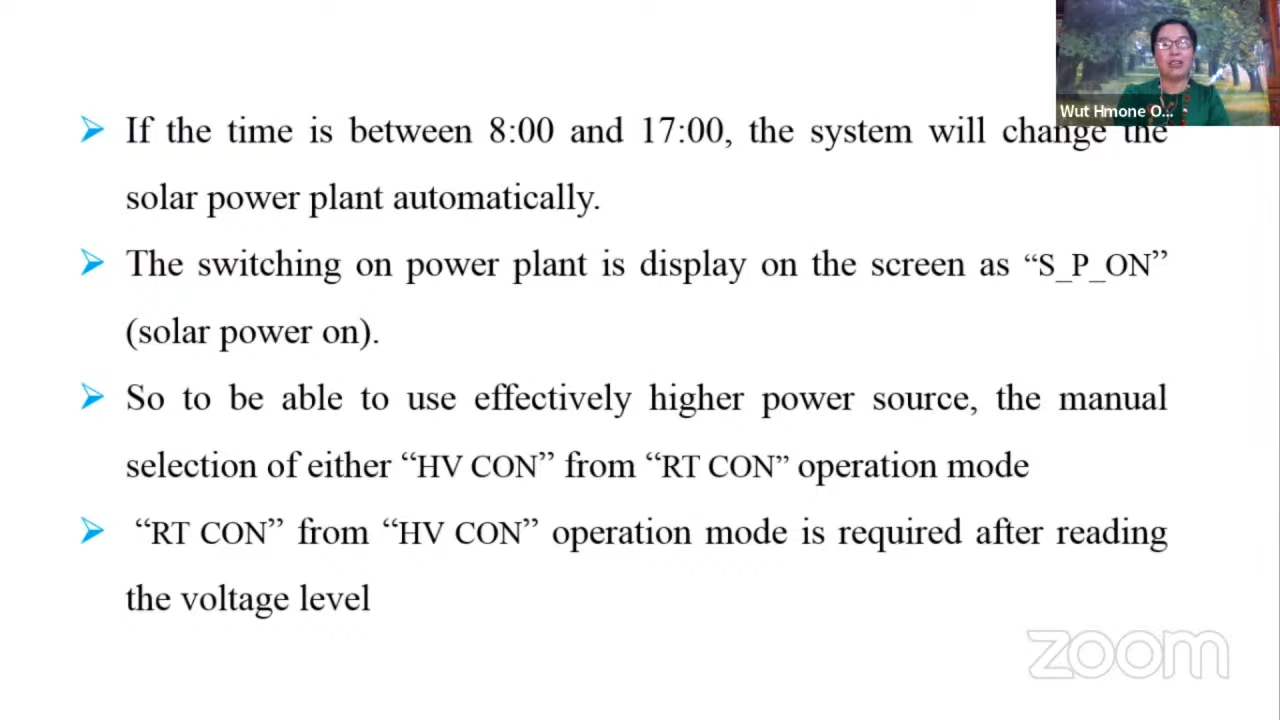 If the time is between 8:00 and 17:00, the system will change the
solar power plant automatically.
The switching on power plant is display on the screen as “S_P_ON”
(solar power on).
So to be able to use effectively higher power source, the manual
selection of either “HV CON” from “RT CON” operation mode
“RT CON” from “HV CON” operation mode is required after reading
the voltage level
Wut Hmone O...
zoom